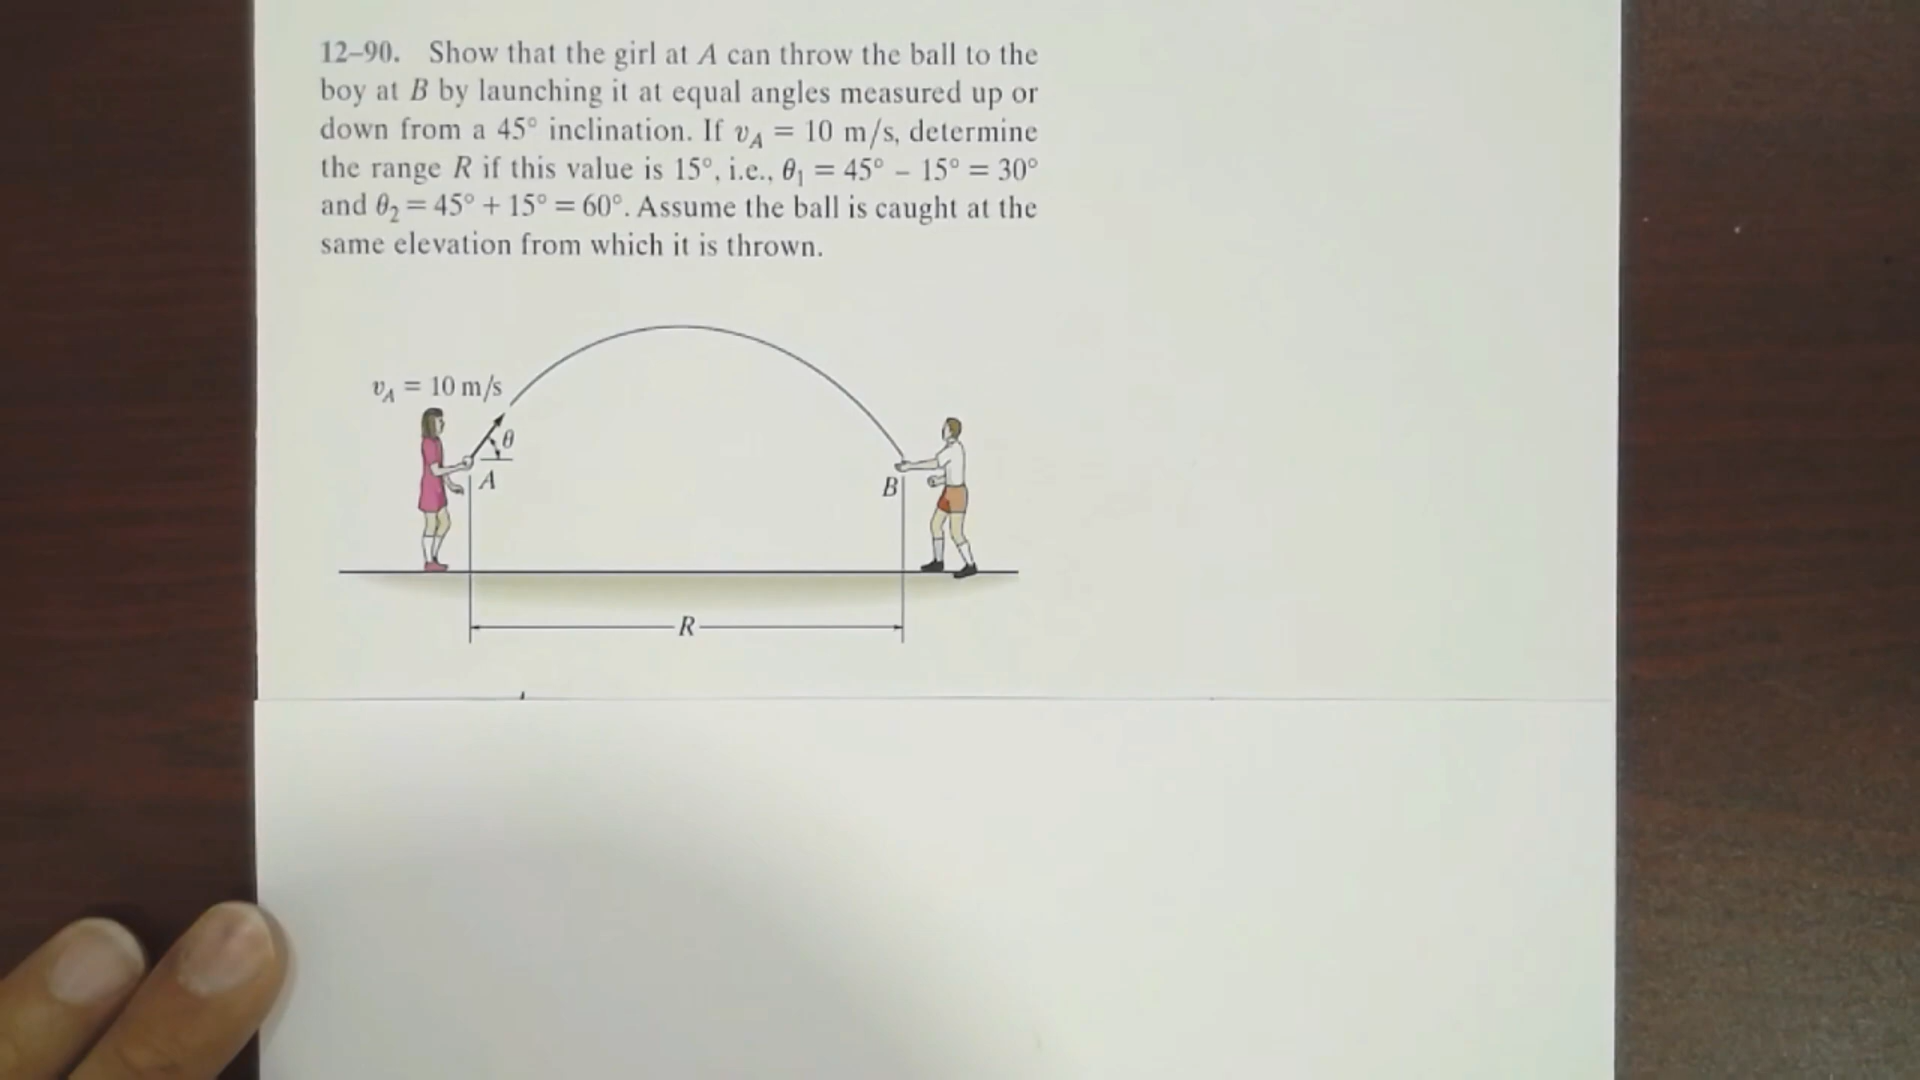 12–90. Show that the girl at A can throw the ball to the
boy at B by launching it at equal angles measured up or
down from a 45° inclination. If v_A = 10 m/s, determine
the range R if this value is 15°, i.e., θ₁ = 45° − 15° = 30°
and θ₂ = 45° + 15° = 60°. Assume the ball is caught at the
same elevation from which it is thrown.
v_A = 10 m/s
θ
A
B
R